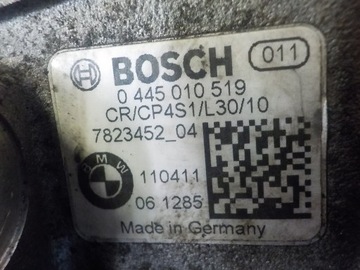 BOSCH 011
0 445 010 519
CR/CP4S1/L30/10
7823452_04
BMW
110411
06 1285
Made in Germany